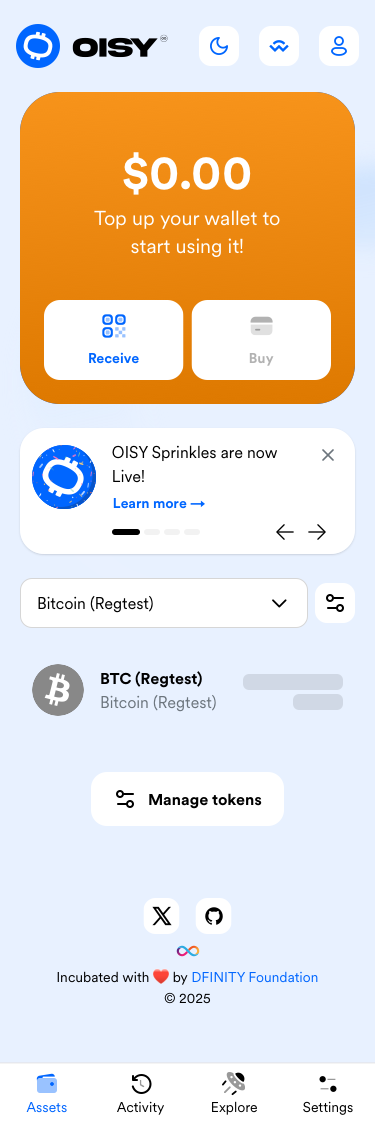 OISY
$0.00
Top up your wallet to
start using it!
Receive
Buy
OISY Sprinkles are now
Live!
Learn more →
Bitcoin (Regtest)
BTC (Regtest)
Bitcoin (Regtest)
Manage tokens
Incubated with ❤️ by DFINITY Foundation
© 2025
Assets
Activity
Explore
Settings